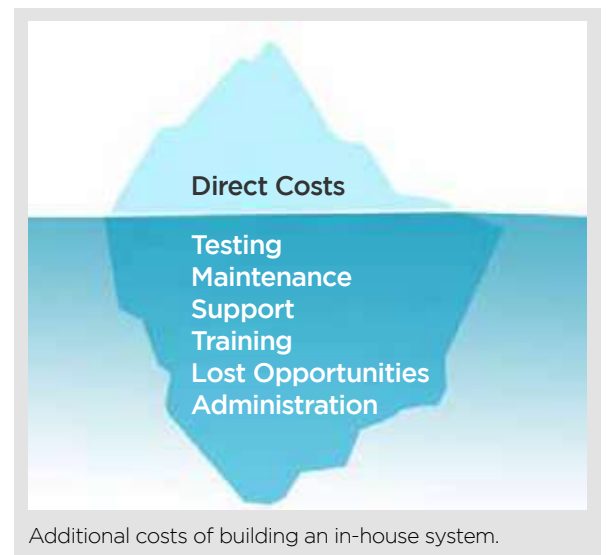 Direct Costs
Testing
Maintenance
Support
Training
Lost Opportunities
Administration
Additional costs of building an in-house system.